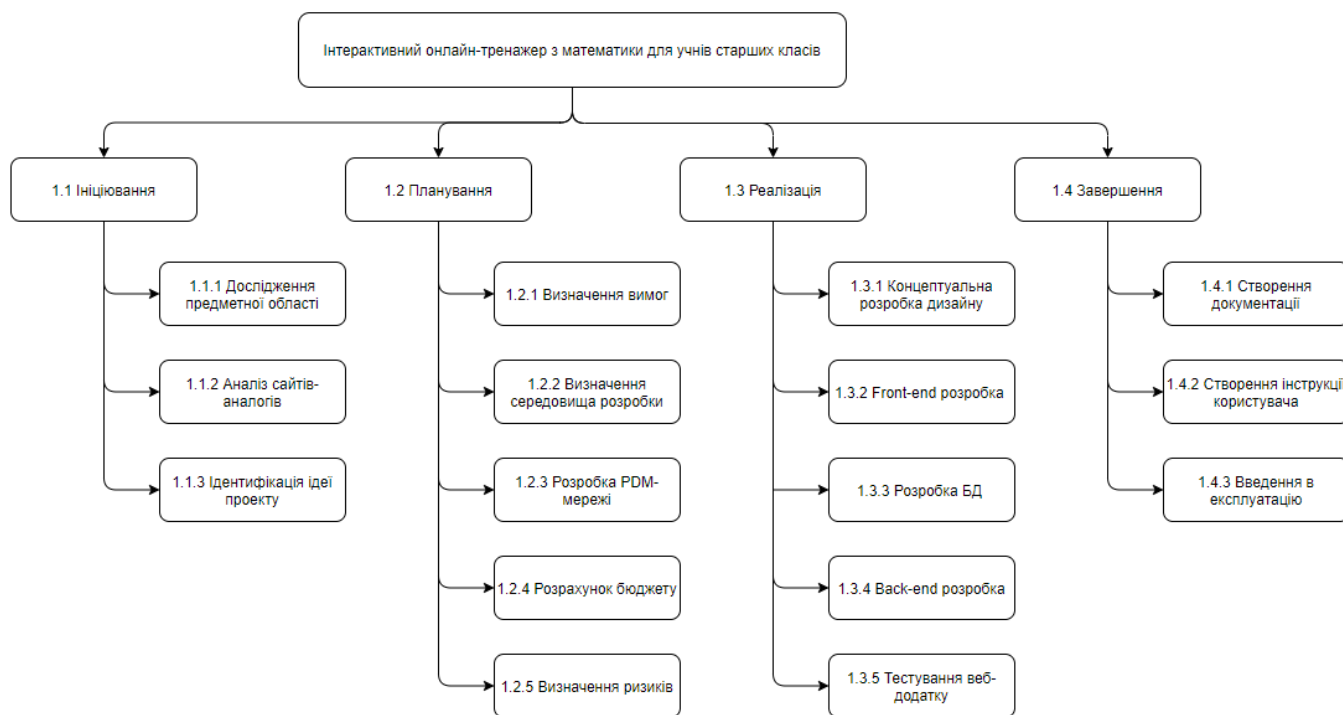 Інтерактивний онлайн-тренажер з математики для учнів старших класів
1.1 Ініціювання
1.2 Планування
1.3 Реалізація
1.4 Завершення
1.1.1 Дослідження
предметної області
1.1.2 Аналіз сайтів-
аналогів
1.1.3 Ідентифікація ідеї
проекту
1.2.1 Визначення вимог
1.2.2 Визначення
середовища розробки
1.2.3 Розробка PDM-
мережі
1.2.4 Розрахунок бюджету
1.2.5 Визначення ризиків
1.3.1 Концептуальна
розробка дизайну
1.3.2 Front-end розробка
1.3.3 Розробка БД
1.3.4 Back-end розробка
1.3.5 Тестування веб-
додатку
1.4.1 Створення
документації
1.4.2 Створення інструкції
користувача
1.4.3 Введення в
експлуатацію